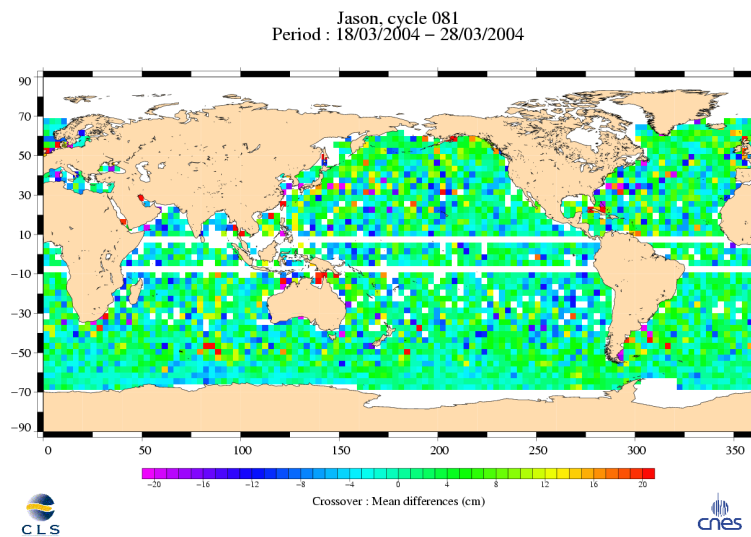 Jason, cycle 081
Period : 18/03/2004 − 28/03/2004
90
70
50
30
10
−10
−30
−50
−70
−90
0 50 100 150 200 250 300 350
−20 −16 −12 −8 −4 0 4 8 12 16 20
Crossover : Mean differences (cm)
CLS
cnes